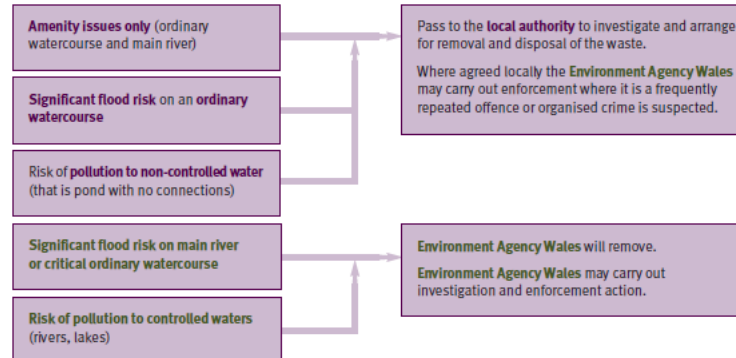 Amenity issues only (ordinary
watercourse and main river)
Significant flood risk on an ordinary
watercourse
Risk of pollution to non-controlled water
(that is pond with no connections)
Significant flood risk on main river
or critical ordinary watercourse
Risk of pollution to controlled waters
(rivers, lakes)
Pass to the local authority to investigate and arrange
for removal and disposal of the waste.
Where agreed locally the Environment Agency Wales
may carry out enforcement where it is a frequently
repeated offence or organised crime is suspected.
Environment Agency Wales will remove.
Environment Agency Wales may carry out
investigation and enforcement action.